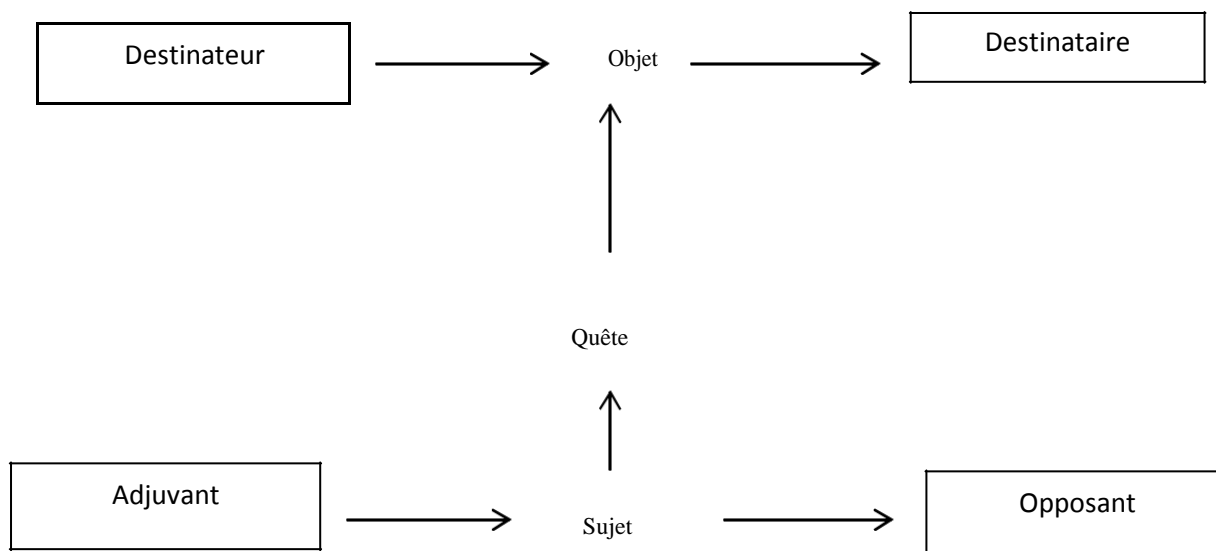 Destinateur
Objet
Destinataire
Quête
Adjuvant
Sujet
Opposant